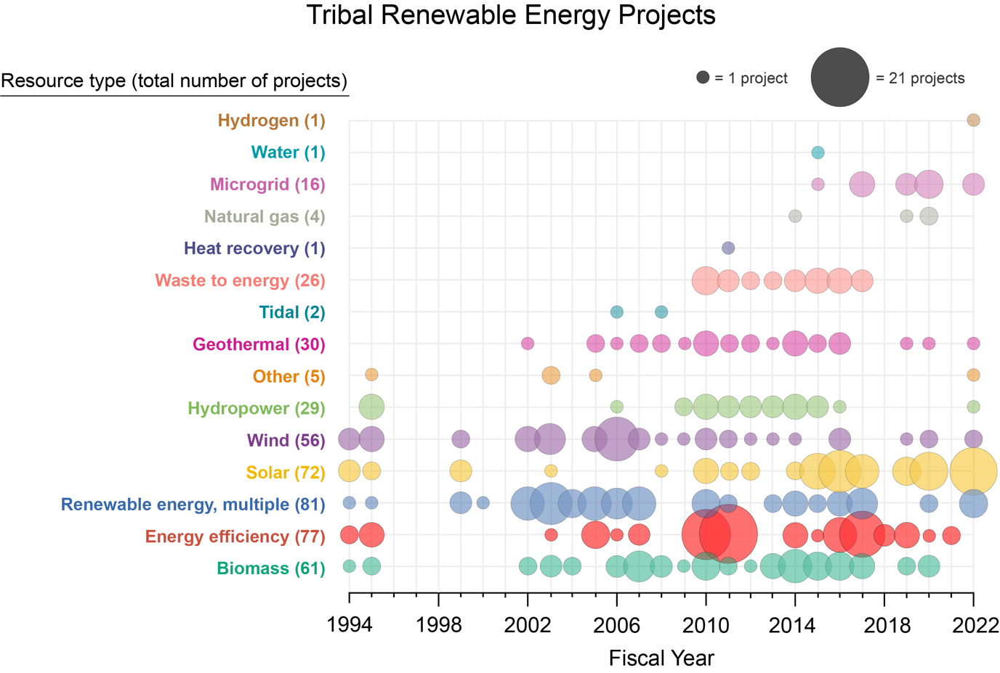 Tribal Renewable Energy Projects
Resource type (total number of projects)
= 1 project
= 21 projects
Hydrogen (1)
Water (1)
Microgrid (16)
Natural gas (4)
Heat recovery (1)
Waste to energy (26)
Tidal (2)
Geothermal (30)
Other (5)
Hydropower (29)
Wind (56)
Solar (72)
Renewable energy, multiple (81)
Energy efficiency (77)
Biomass (61)
1994 1998 2002 2006 2010 2014 2018 2022
Fiscal Year